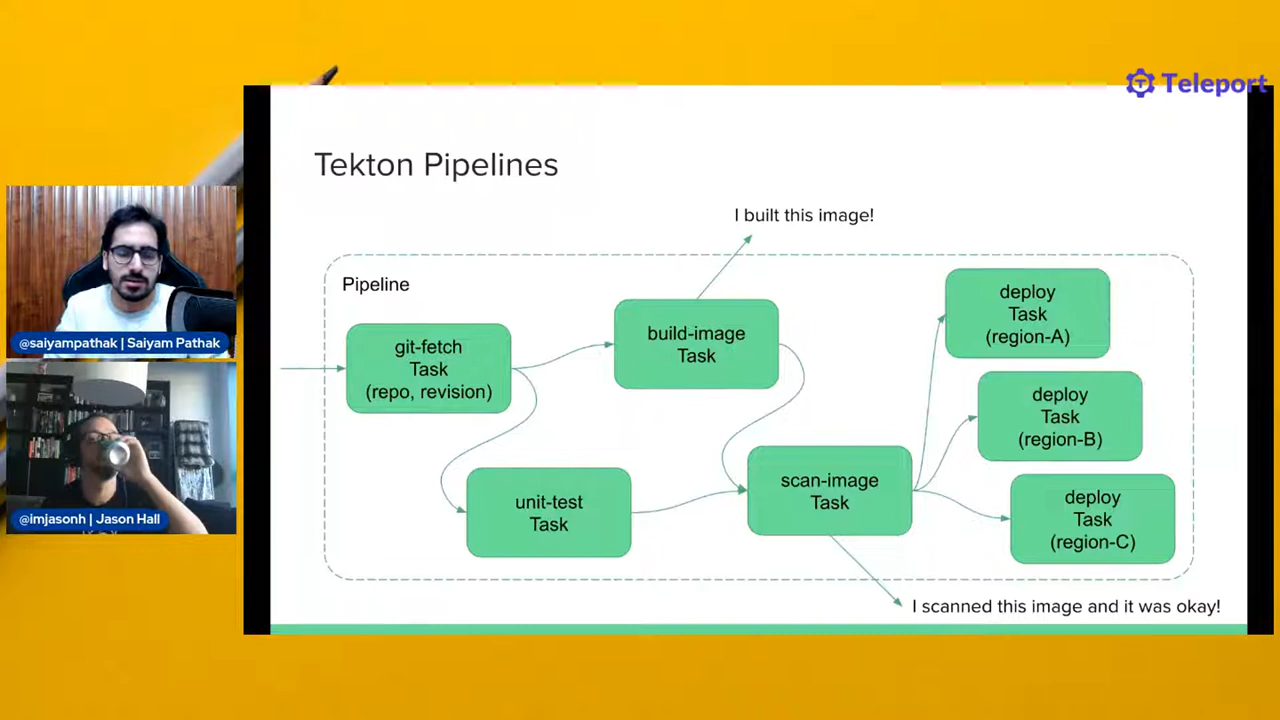 Teleport
Tekton Pipelines
I built this image!
Pipeline
git-fetch
Task
(repo, revision)
build-image
Task
unit-test
Task
scan-image
Task
deploy
Task
(region-A)
deploy
Task
(region-B)
deploy
Task
(region-C)
I scanned this image and it was okay!
@saiyampathak | Saiyam Pathak
@imjasonh | Jason Hall